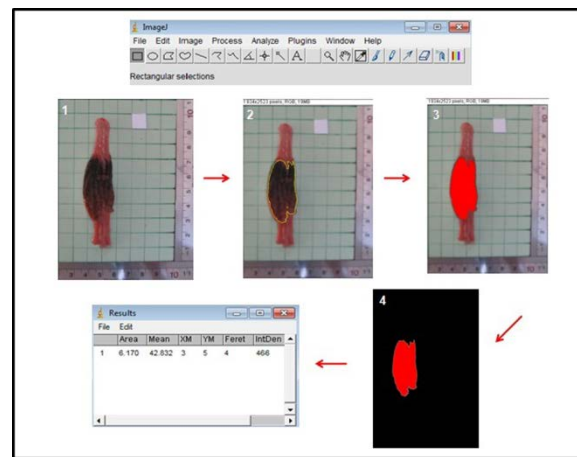 ImageJ
File Edit Image Process Analyze Plugins Window Help
Rectangular selections
1
2
3
4
Results
File Edit
Area Mean XM YM Feret IntDen
1 6.170 42.832 3 5 4 466